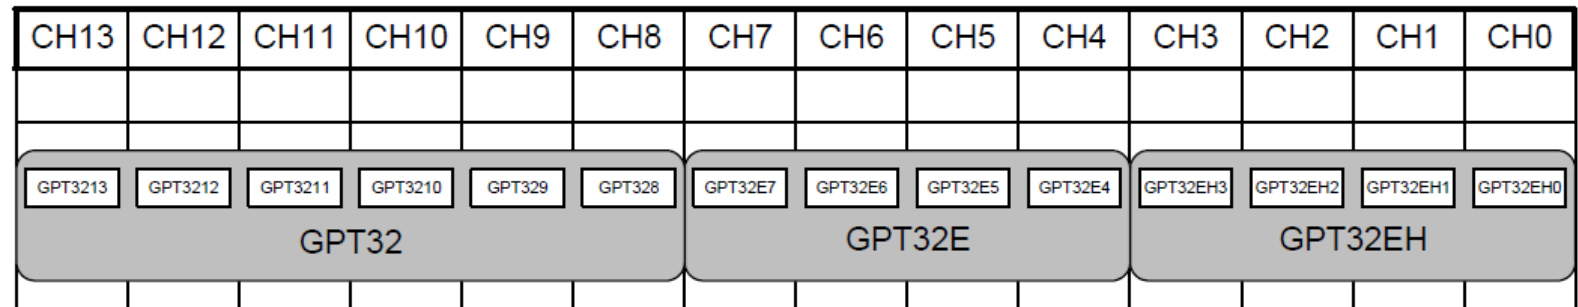 CH13 CH12 CH11 CH10 CH9 CH8 CH7 CH6 CH5 CH4 CH3 CH2 CH1 CH0
GPT3213 GPT3212 GPT3211 GPT3210 GPT329 GPT328 GPT32E7 GPT32E6 GPT32E5 GPT32E4 GPT32EH3 GPT32EH2 GPT32EH1 GPT32EH0
GPT32 GPT32E GPT32EH